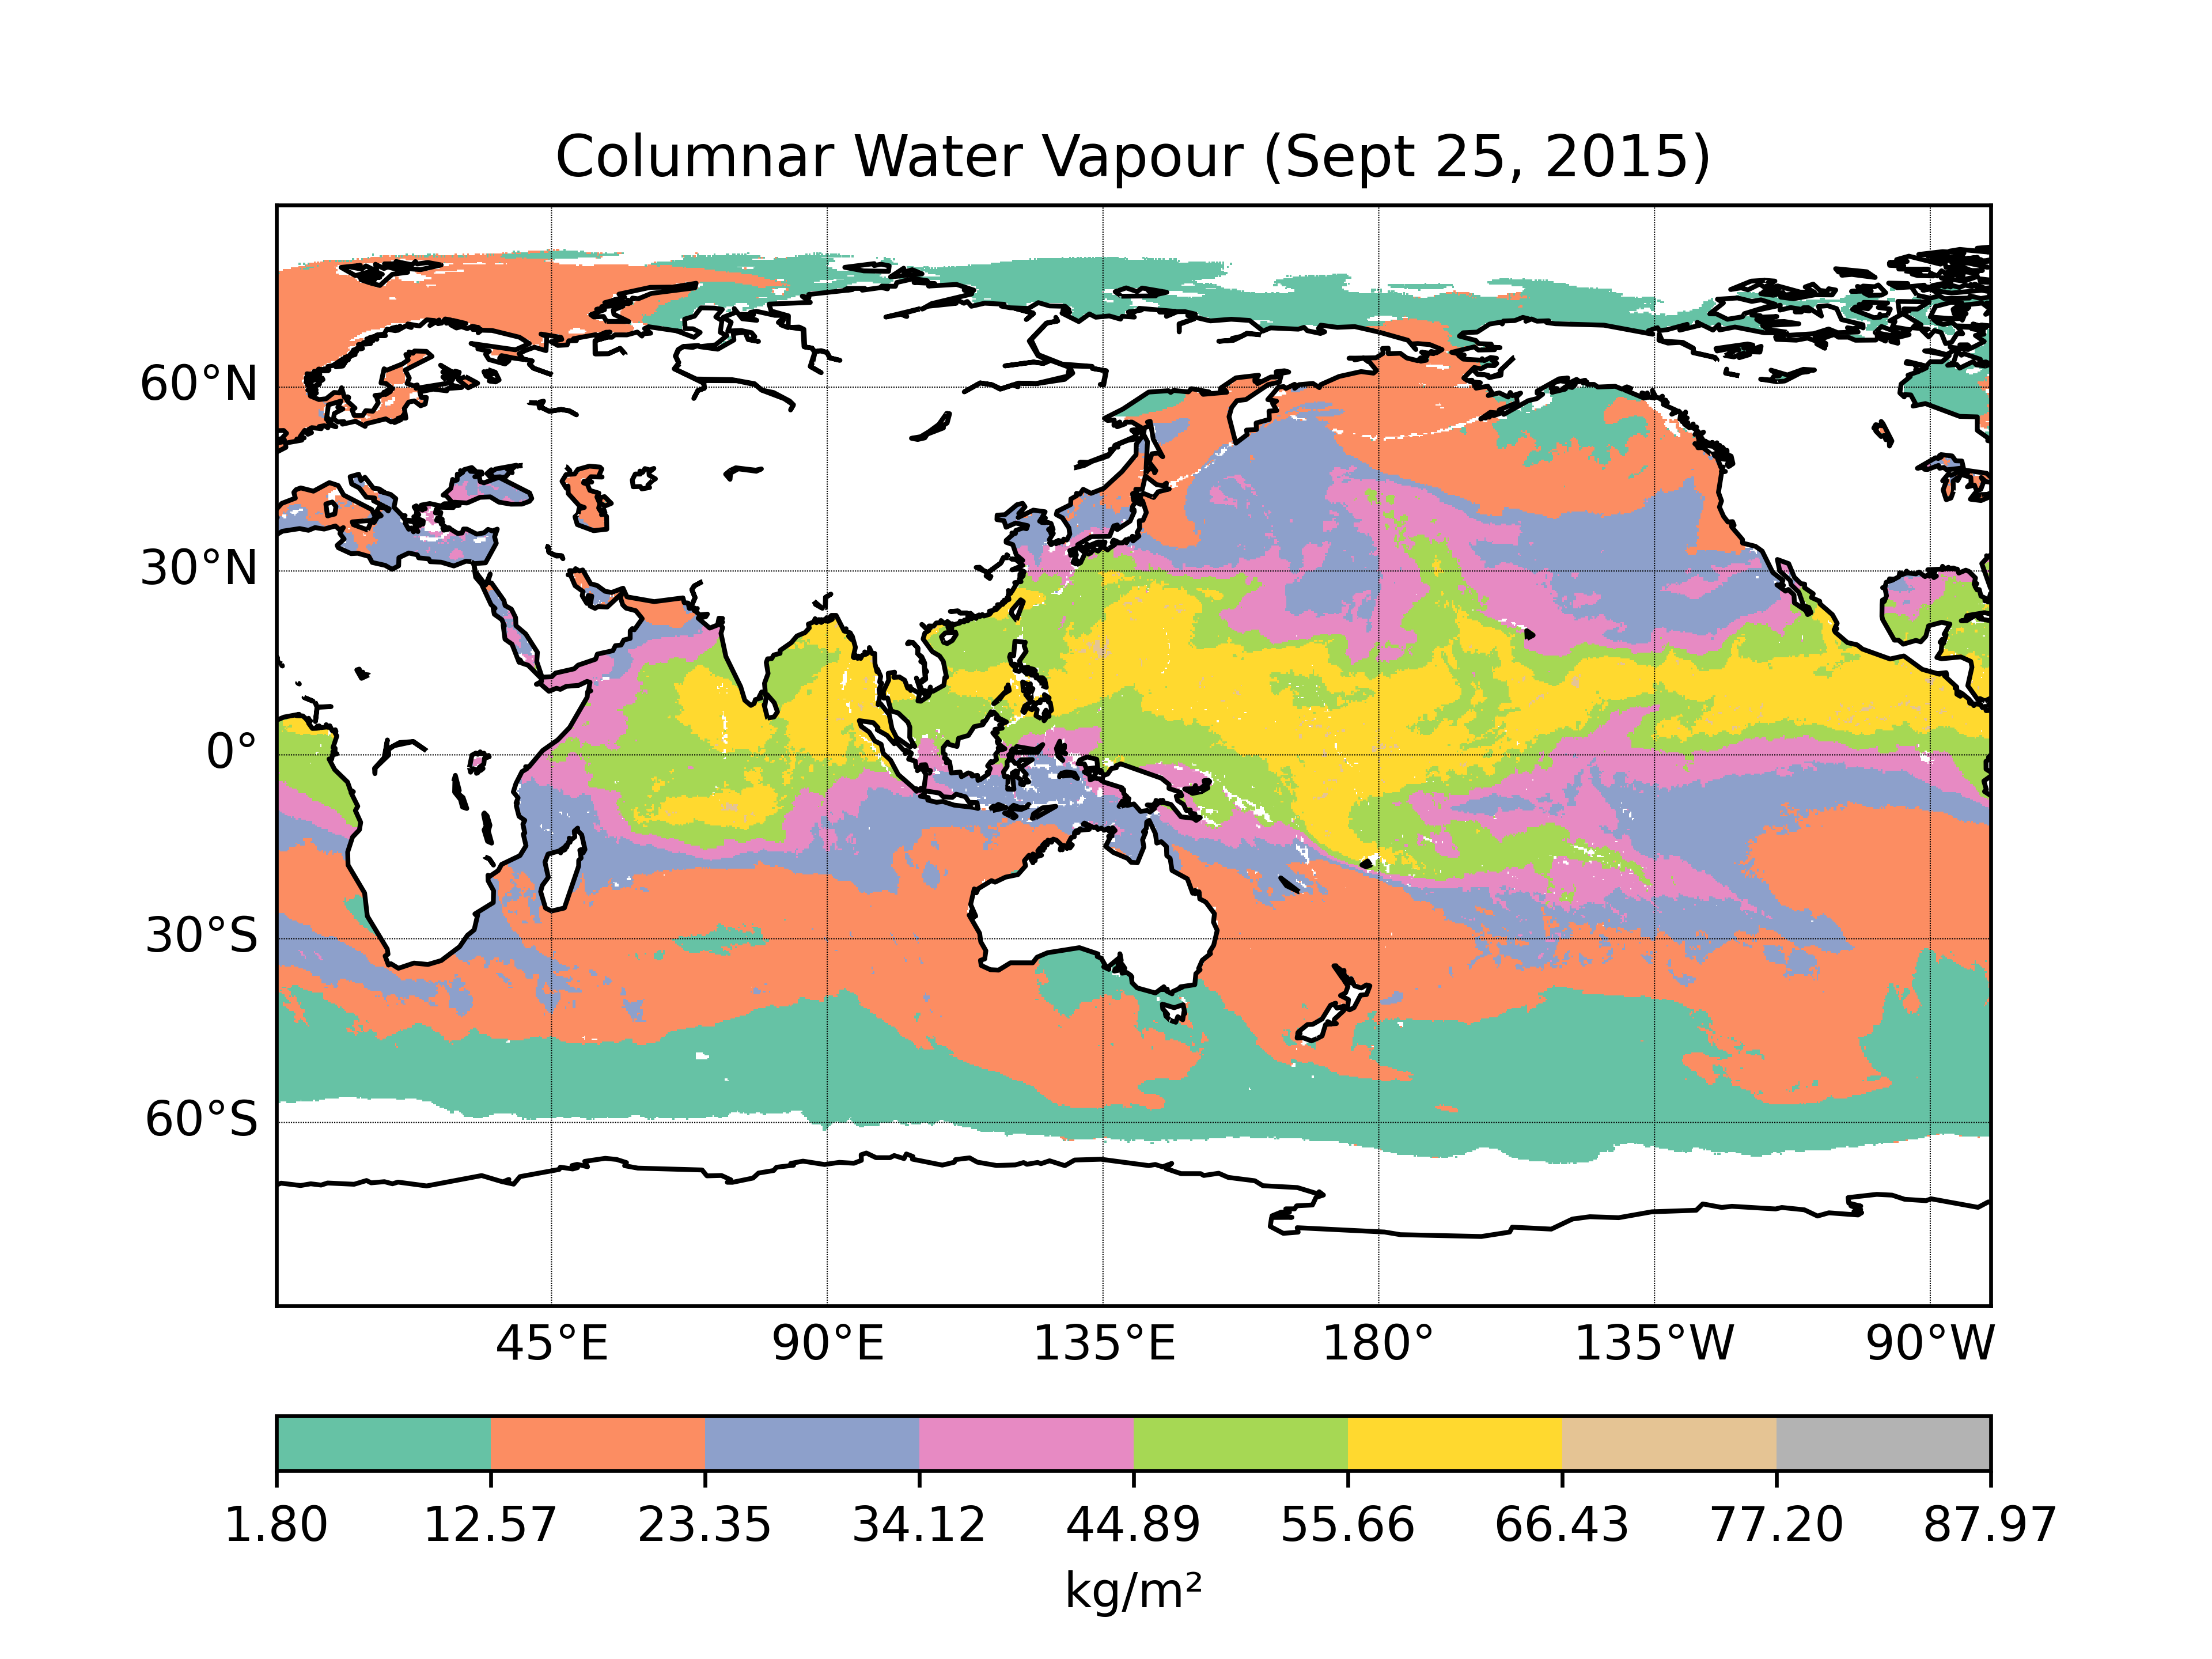 Columnar Water Vapour (Sept 25, 2015)
60°N
30°N
0°
30°S
60°S
45°E 90°E 135°E 180° 135°W 90°W
1.80 12.57 23.35 34.12 44.89 55.66 66.43 77.20 87.97
kg/m²